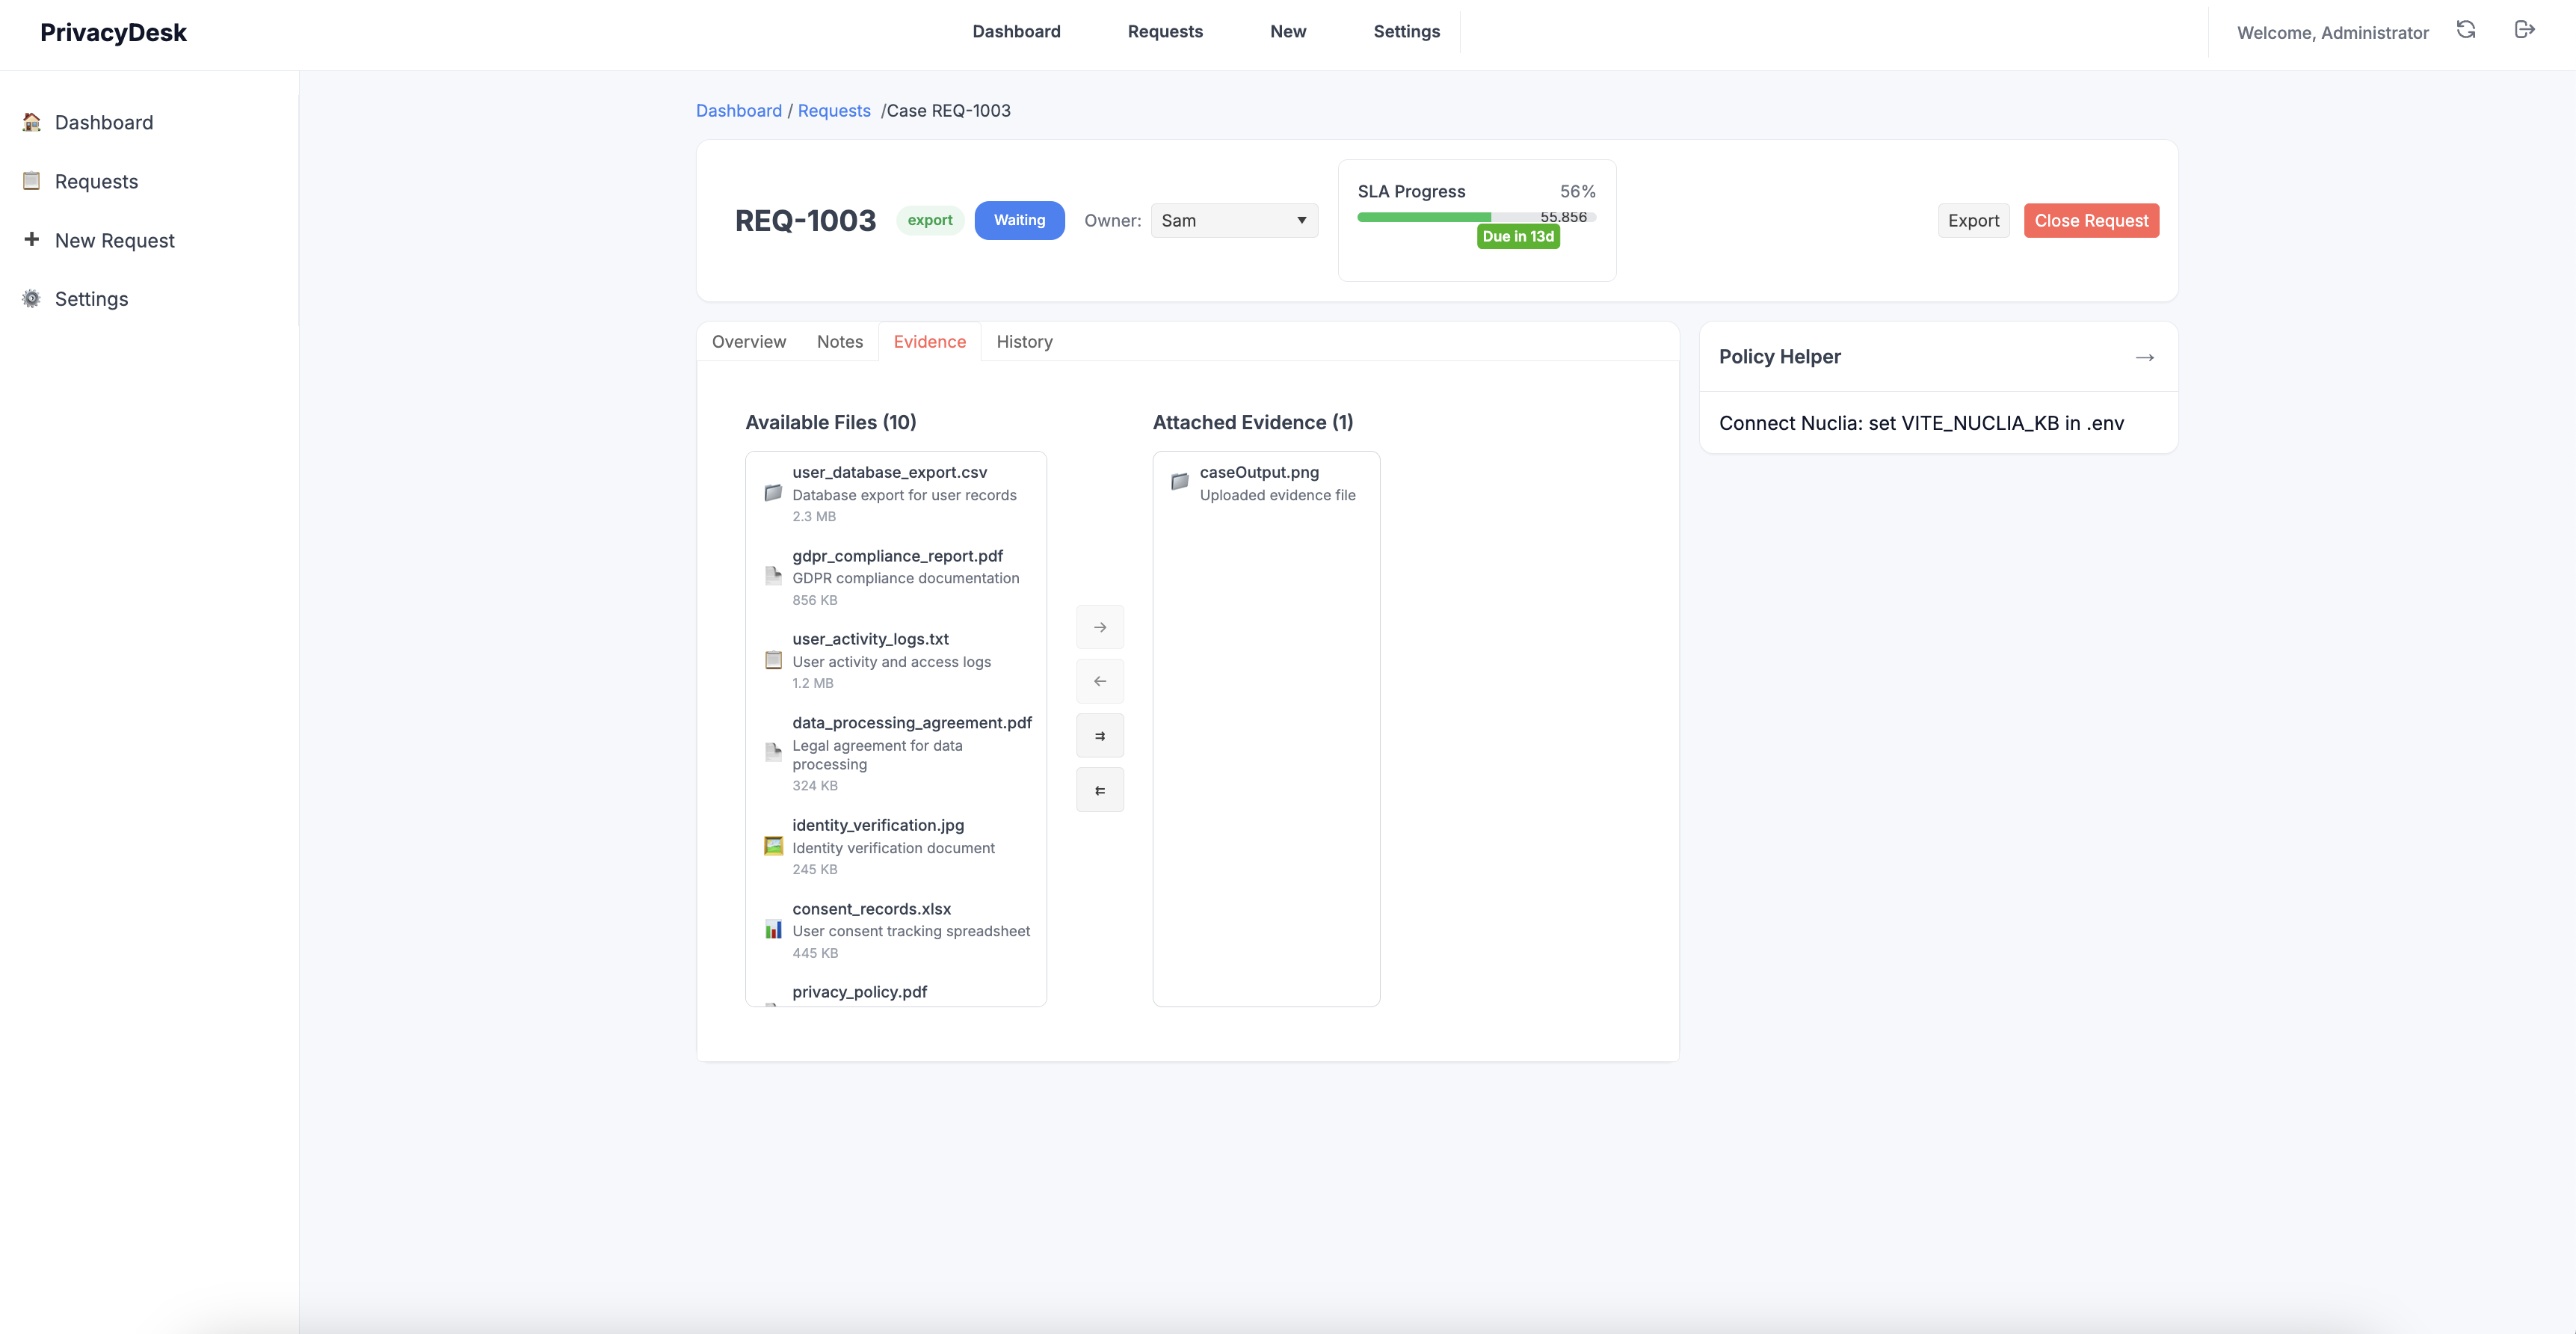 PrivacyDesk
Dashboard
Requests
New
Settings
Welcome, Administrator
Dashboard
Requests
New Request
Settings
Dashboard / Requests /Case REQ-1003
REQ-1003
export
Waiting
Owner:
Sam
SLA Progress
56%
55.856
Due in 13d
Export
Close Request
Overview
Notes
Evidence
History
Available Files (10)
user_database_export.csv
Database export for user records
2.3 MB
gdpr_compliance_report.pdf
GDPR compliance documentation
856 KB
user_activity_logs.txt
User activity and access logs
1.2 MB
data_processing_agreement.pdf
Legal agreement for data
processing
324 KB
identity_verification.jpg
Identity verification document
245 KB
consent_records.xlsx
User consent tracking spreadsheet
445 KB
privacy_policy.pdf
Attached Evidence (1)
caseOutput.png
Uploaded evidence file
Policy Helper
Connect Nuclia: set VITE_NUCLIA_KB in .env